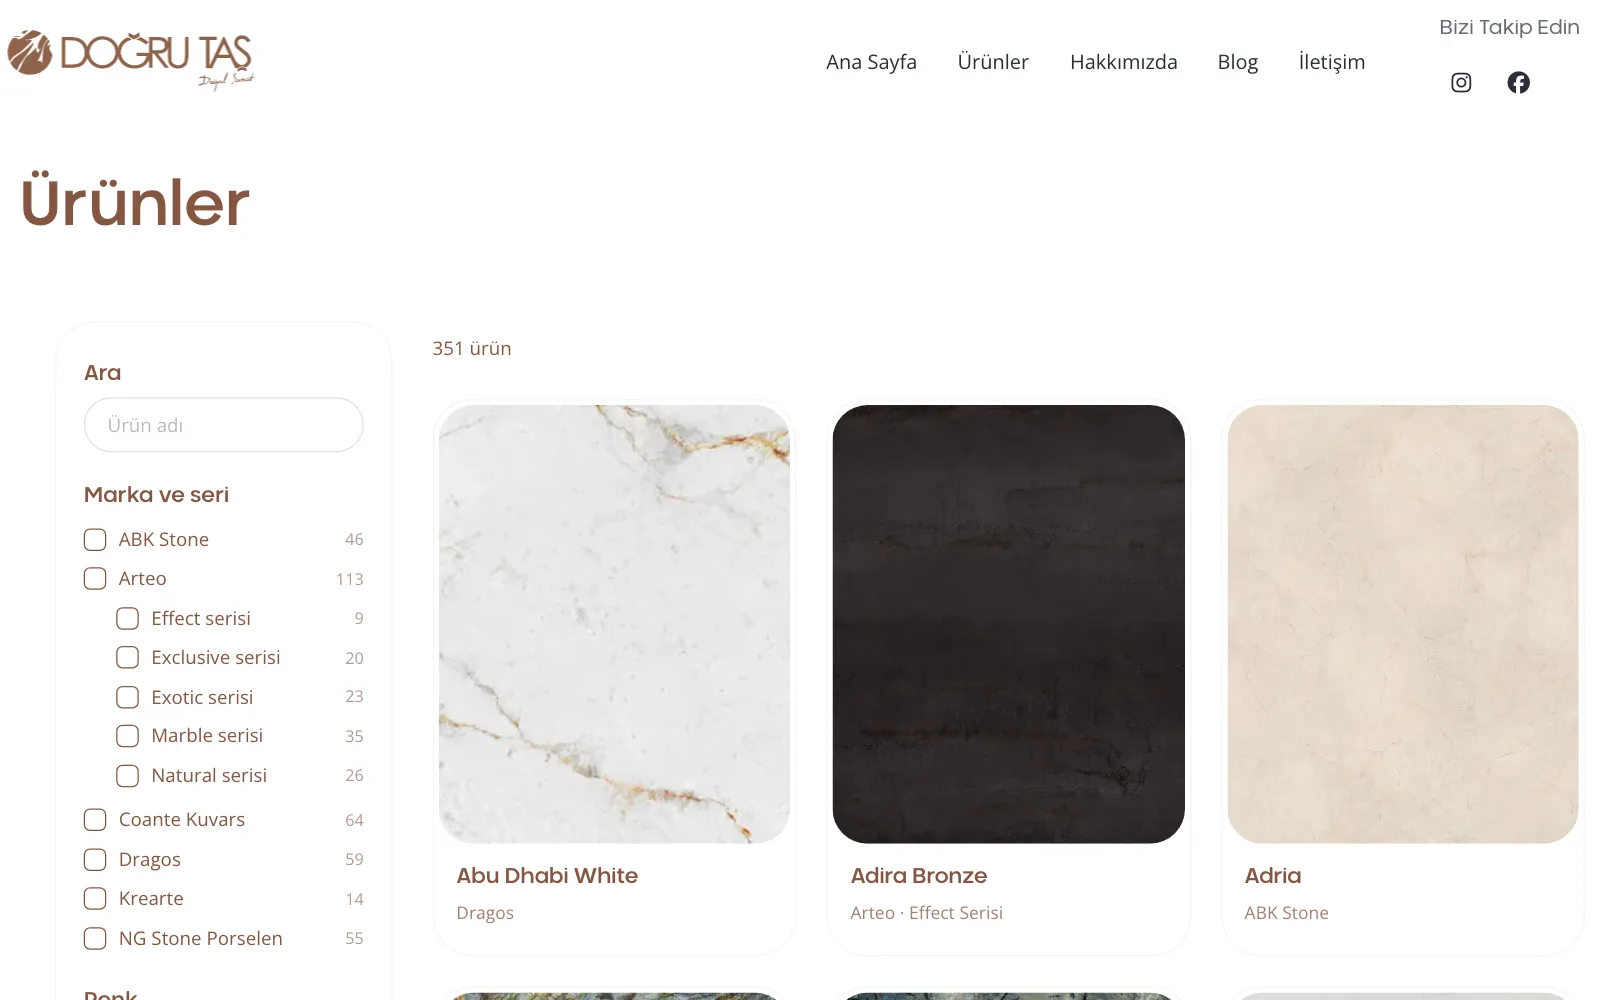 DOĞRU TAŞ
Ana Sayfa
Ürünler
Hakkımızda
Blog
İletişim
Bizi Takip Edin
Ürünler
Ara
Ürün adı
Marka ve seri
ABK Stone 46
Arteo 113
Effect serisi 9
Exclusive serisi 20
Exotic serisi 23
Marble serisi 35
Natural serisi 26
Coante Kuvars 64
Dragos 59
Krearte 14
NG Stone Porselen 55
Renk
351 ürün
Abu Dhabi White
Dragos
Adira Bronze
Arteo · Effect Serisi
Adria
ABK Stone